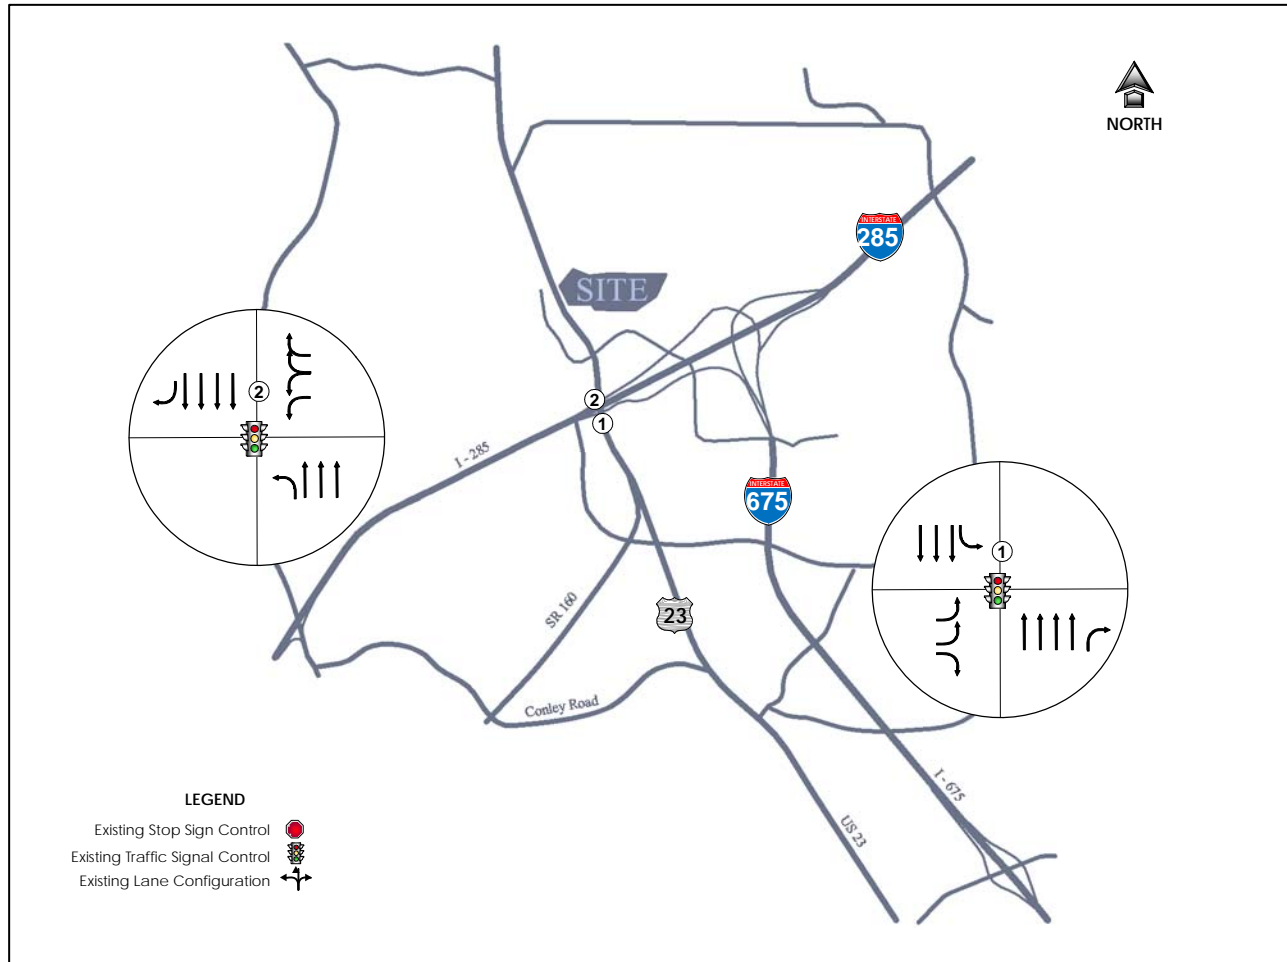 NORTH
INTERSTATE
285
SITE
2
2
1
I - 285
INTERSTATE
675
1
SR 160
23
Conley Road
I - 675
US 23
LEGEND
Existing Stop Sign Control
Existing Traffic Signal Control
Existing Lane Configuration